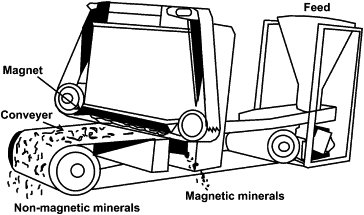 Feed
Magnet
Conveyer
Magnetic minerals
Non-magnetic minerals